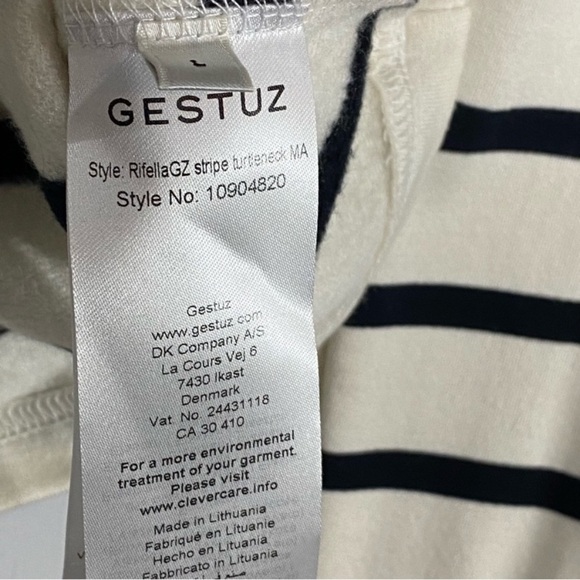 L
GESTUZ
Style: RifellaGZ stripe turtleneck MA
Style No: 10904820
Gestuz
www.gestuz.com
DK Company A/S
La Cours Vej 6
7430 Ikast
Denmark
Vat. No. 24431118
CA 30 410
For a more environmental
treatment of your garment.
Please visit
www.clevercare.info
Made in Lithuania
Fabriqué en Lituanie
Hecho en Lituania
Fabbricato in Lituania